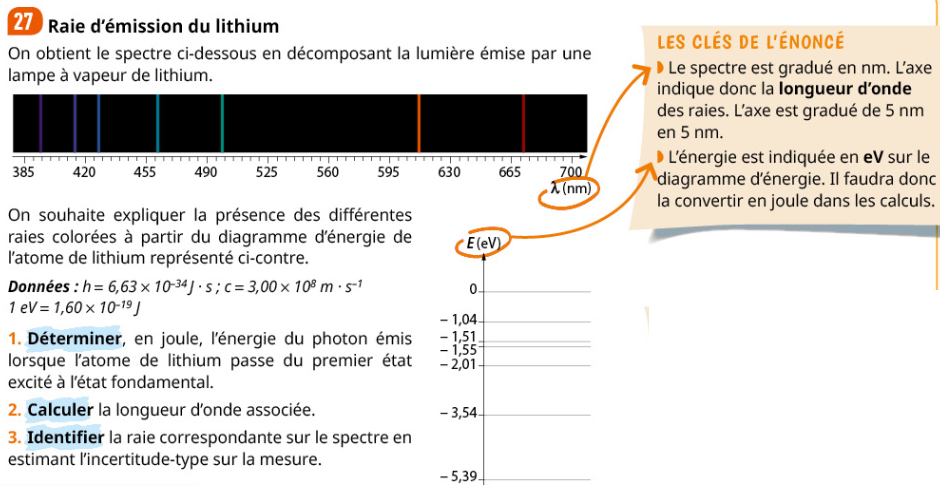 27 Raie d’émission du lithium
On obtient le spectre ci-dessous en décomposant la lumière émise par une
lampe à vapeur de lithium.
385 420 455 490 525 560 595 630 665 700
λ (nm)
LES CLÉS DE L’ÉNONCÉ
Le spectre est gradué en nm. L’axe
indique donc la longueur d’onde
des raies. L’axe est gradué de 5 nm
en 5 nm.
L’énergie est indiquée en eV sur le
diagramme d’énergie. Il faudra donc
la convertir en joule dans les calculs.
On souhaite expliquer la présence des différentes
raies colorées à partir du diagramme d’énergie de
l’atome de lithium représenté ci-contre.
Données : h = 6,63 × 10⁻³⁴ J · s ; c = 3,00 × 10⁸ m · s⁻¹
1 eV = 1,60 × 10⁻¹⁹ J
1. Déterminer, en joule, l’énergie du photon émis
lorsque l’atome de lithium passe du premier état
excité à l’état fondamental.
2. Calculer la longueur d’onde associée.
3. Identifier la raie correspondante sur le spectre en
estimant l’incertitude-type sur la mesure.
E (eV)
0
– 1,04
– 1,51
– 1,55
– 2,01
– 3,54
– 5,39